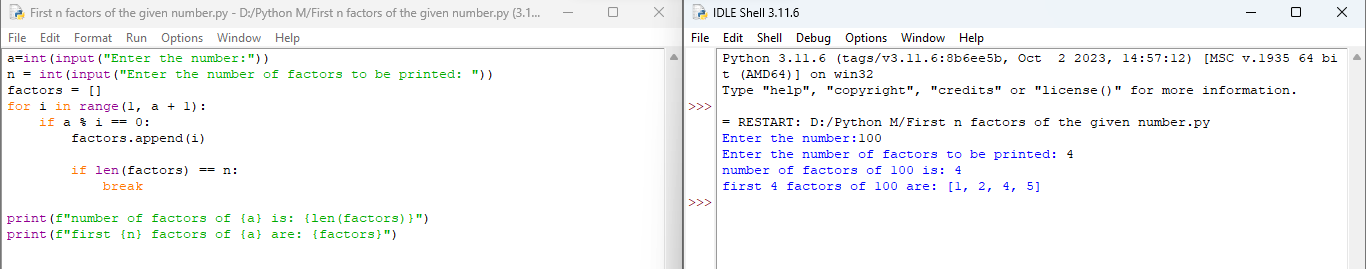 First n factors of the given number.py - D:/Python M/First n factors of the given number.py (3.1...
File Edit Format Run Options Window Help
a=int(input("Enter the number:"))
n = int(input("Enter the number of factors to be printed: "))
factors = []
for i in range(1, a + 1):
    if a % i == 0:
        factors.append(i)
        if len(factors) == n:
            break
print(f"number of factors of {a} is: {len(factors)}")
print(f"first {n} factors of {a} are: {factors}")
IDLE Shell 3.11.6
File Edit Shell Debug Options Window Help
Python 3.11.6 (tags/v3.11.6:8b6ee5b, Oct  2 2023, 14:57:12) [MSC v.1935 64 bi
t (AMD64)] on win32
Type "help", "copyright", "credits" or "license()" for more information.
>>>
= RESTART: D:/Python M/First n factors of the given number.py
Enter the number:100
Enter the number of factors to be printed: 4
number of factors of 100 is: 4
first 4 factors of 100 are: [1, 2, 4, 5]
>>>